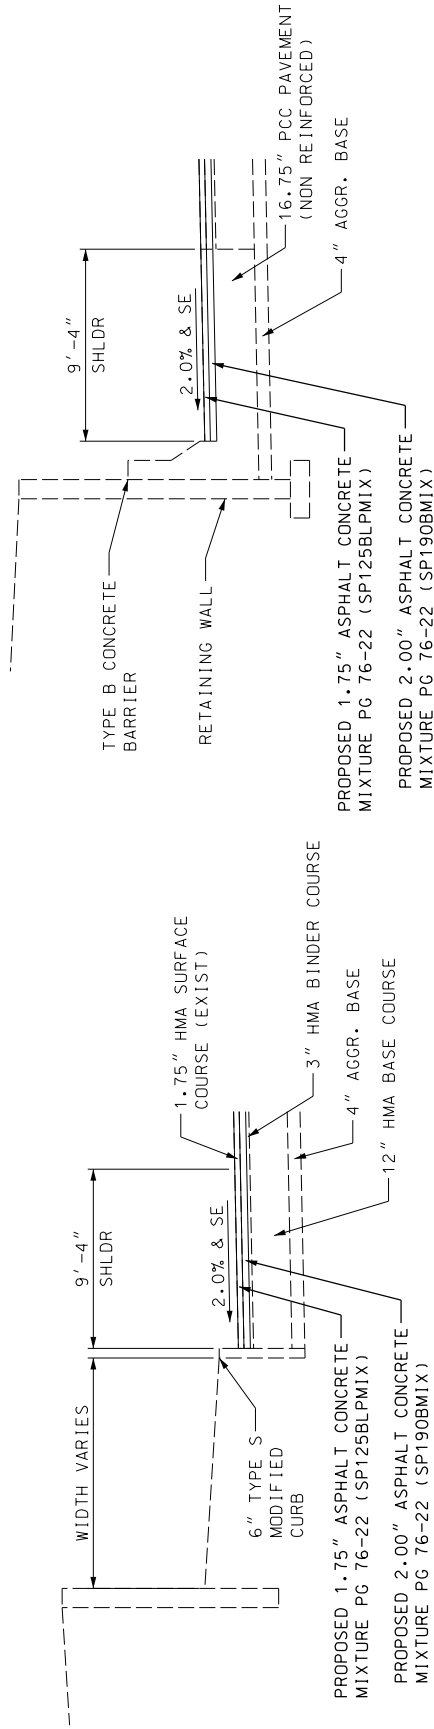 WIDTH VARIES
9'-4"
SHLDR
1.75" HMA SURFACE
COURSE (EXIST)
2.0% & SE
6" TYPE S
MODIFIED
CURB
3" HMA BINDER COURSE
4" AGGR. BASE
12" HMA BASE COURSE
PROPOSED 1.75" ASPHALT CONCRETE
MIXTURE PG 76-22 (SP125BLPMIX)
PROPOSED 2.00" ASPHALT CONCRETE
MIXTURE PG 76-22 (SP190BMIX)
9'-4"
SHLDR
2.0% & SE
TYPE B CONCRETE
BARRIER
RETAINING WALL
16.75" PCC PAVEMENT
(NON REINFORCED)
4" AGGR. BASE
PROPOSED 1.75" ASPHALT CONCRETE
MIXTURE PG 76-22 (SP125BLPMIX)
PROPOSED 2.00" ASPHALT CONCRETE
MIXTURE PG 76-22 (SP190BMIX)